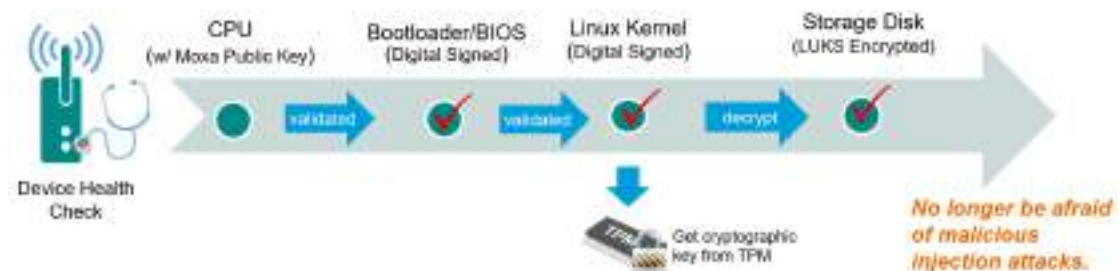 CPU
(w/ Moxa Public Key)
Bootloader/BIOS
(Digital Signed)
Linux Kernel
(Digital Signed)
Storage Disk
(LUKS Encrypted)
validated
validated
decrypt
Device Health
Check
TPM
Get cryptographic
key from TPM
No longer be afraid
of malicious
injection attacks.